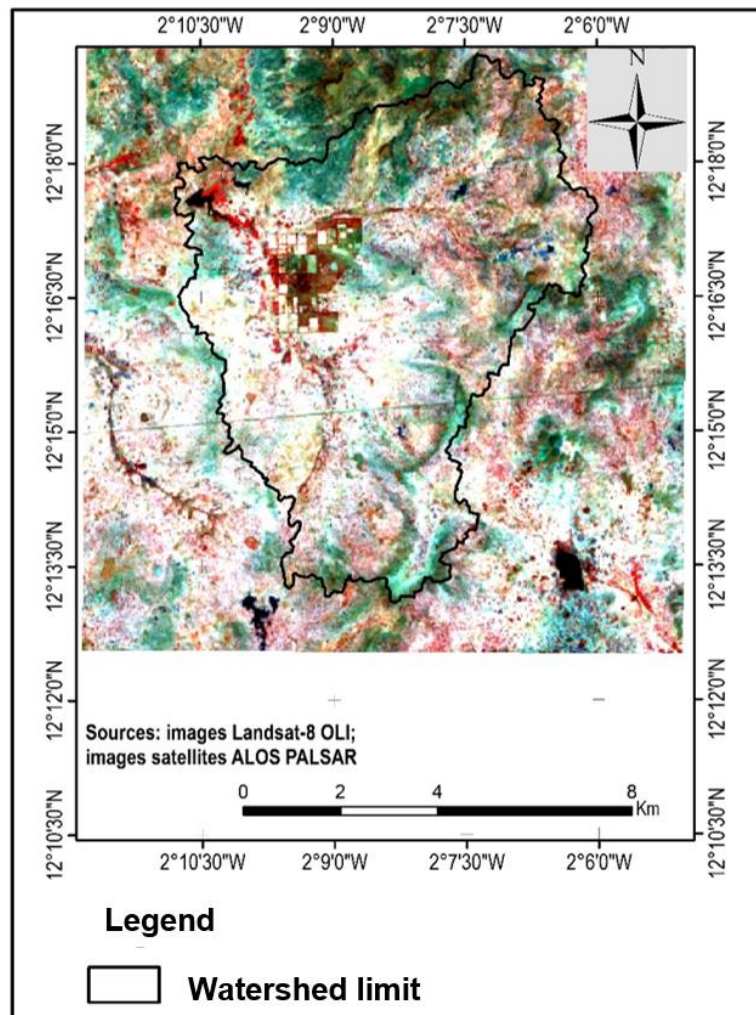 2°10'30"W 2°9'0"W 2°7'30"W 2°6'0"W
N
12°18'0"N 12°18'0"N
12°16'30"N 12°16'30"N
12°15'0"N 12°15'0"N
12°13'30"N 12°13'30"N
12°12'0"N 12°12'0"N
Sources: images Landsat-8 OLI;
images satellites ALOS PALSAR
0 2 4 8
Km
12°10'30"N 12°10'30"N
2°10'30"W 2°9'0"W 2°7'30"W 2°6'0"W
Legend
Watershed limit